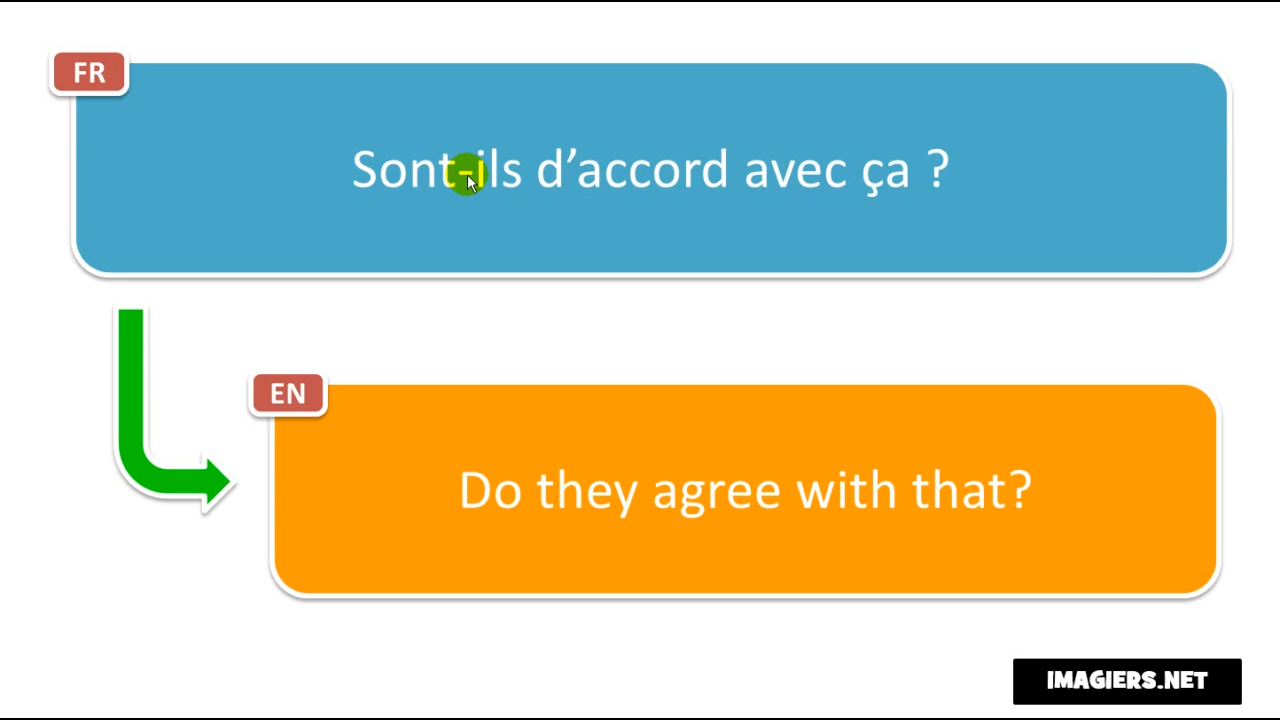 FR
Sont-ils d’accord avec ça ?
EN
Do they agree with that?
IMAGIERS.NET